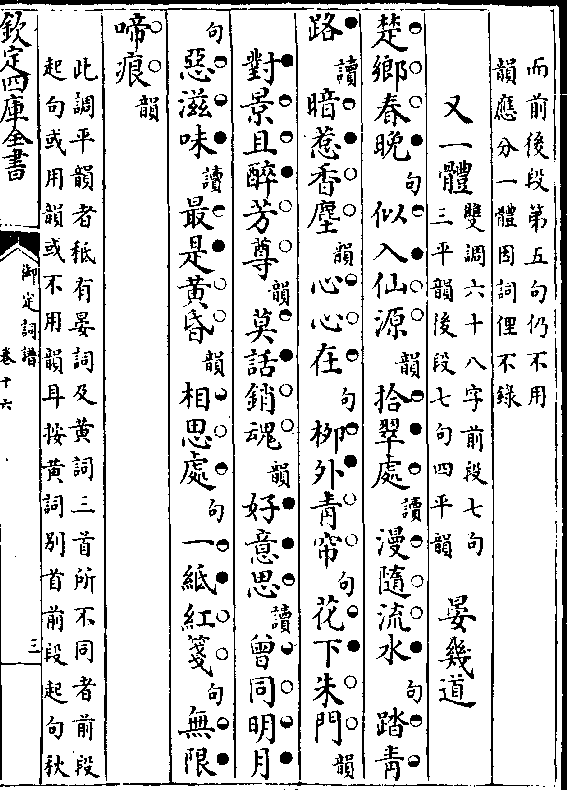 而前後段第五句仍不用
韻應分一體因詞俚不錄
又一體
雙調六十八字前段七句
三平韻後段七句四平韻
晏幾道
楚鄉春晚句似入仙源韻拾翠處讀漫隨流水句踏青
路讀暗惹香塵韻心心在句栁外青帘句花下朱門韻
對景且醉芳尊韻莫話銷魂韻好意思讀曾同明月
句惡滋味讀最是黃昏韻相思處句一紙紅箋句無限
啼痕韻
此調平韻者秪有晏詞及黃詞三首所不同者前段
起句或用韻或不用韻耳按黃詞別首前段起句秋
欽定四庫全書
御定詞譜
卷十六
三